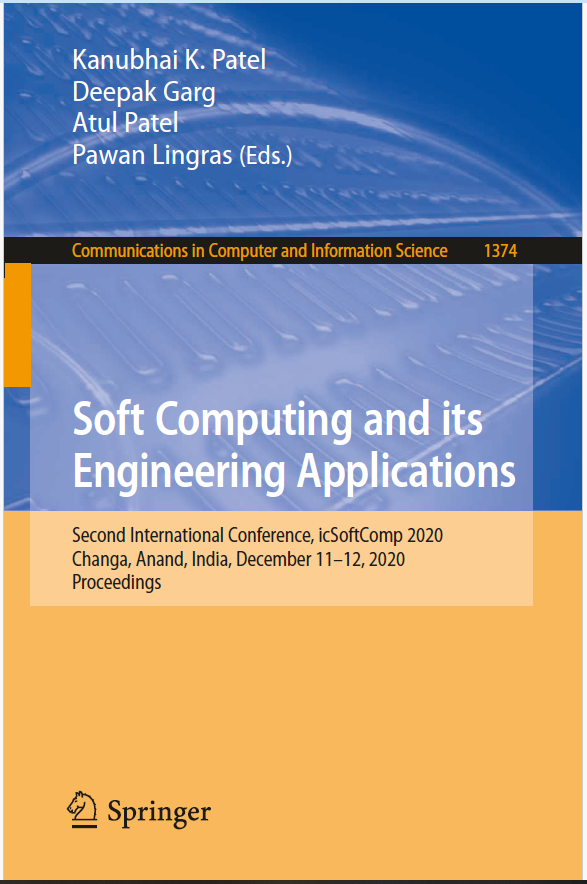 Kanubhai K. Patel
Deepak Garg
Atul Patel
Pawan Lingras (Eds.)
Communications in Computer and Information Science 1374
Soft Computing and its
Engineering Applications
Second International Conference, icSoftComp 2020
Changa, Anand, India, December 11–12, 2020
Proceedings
Springer